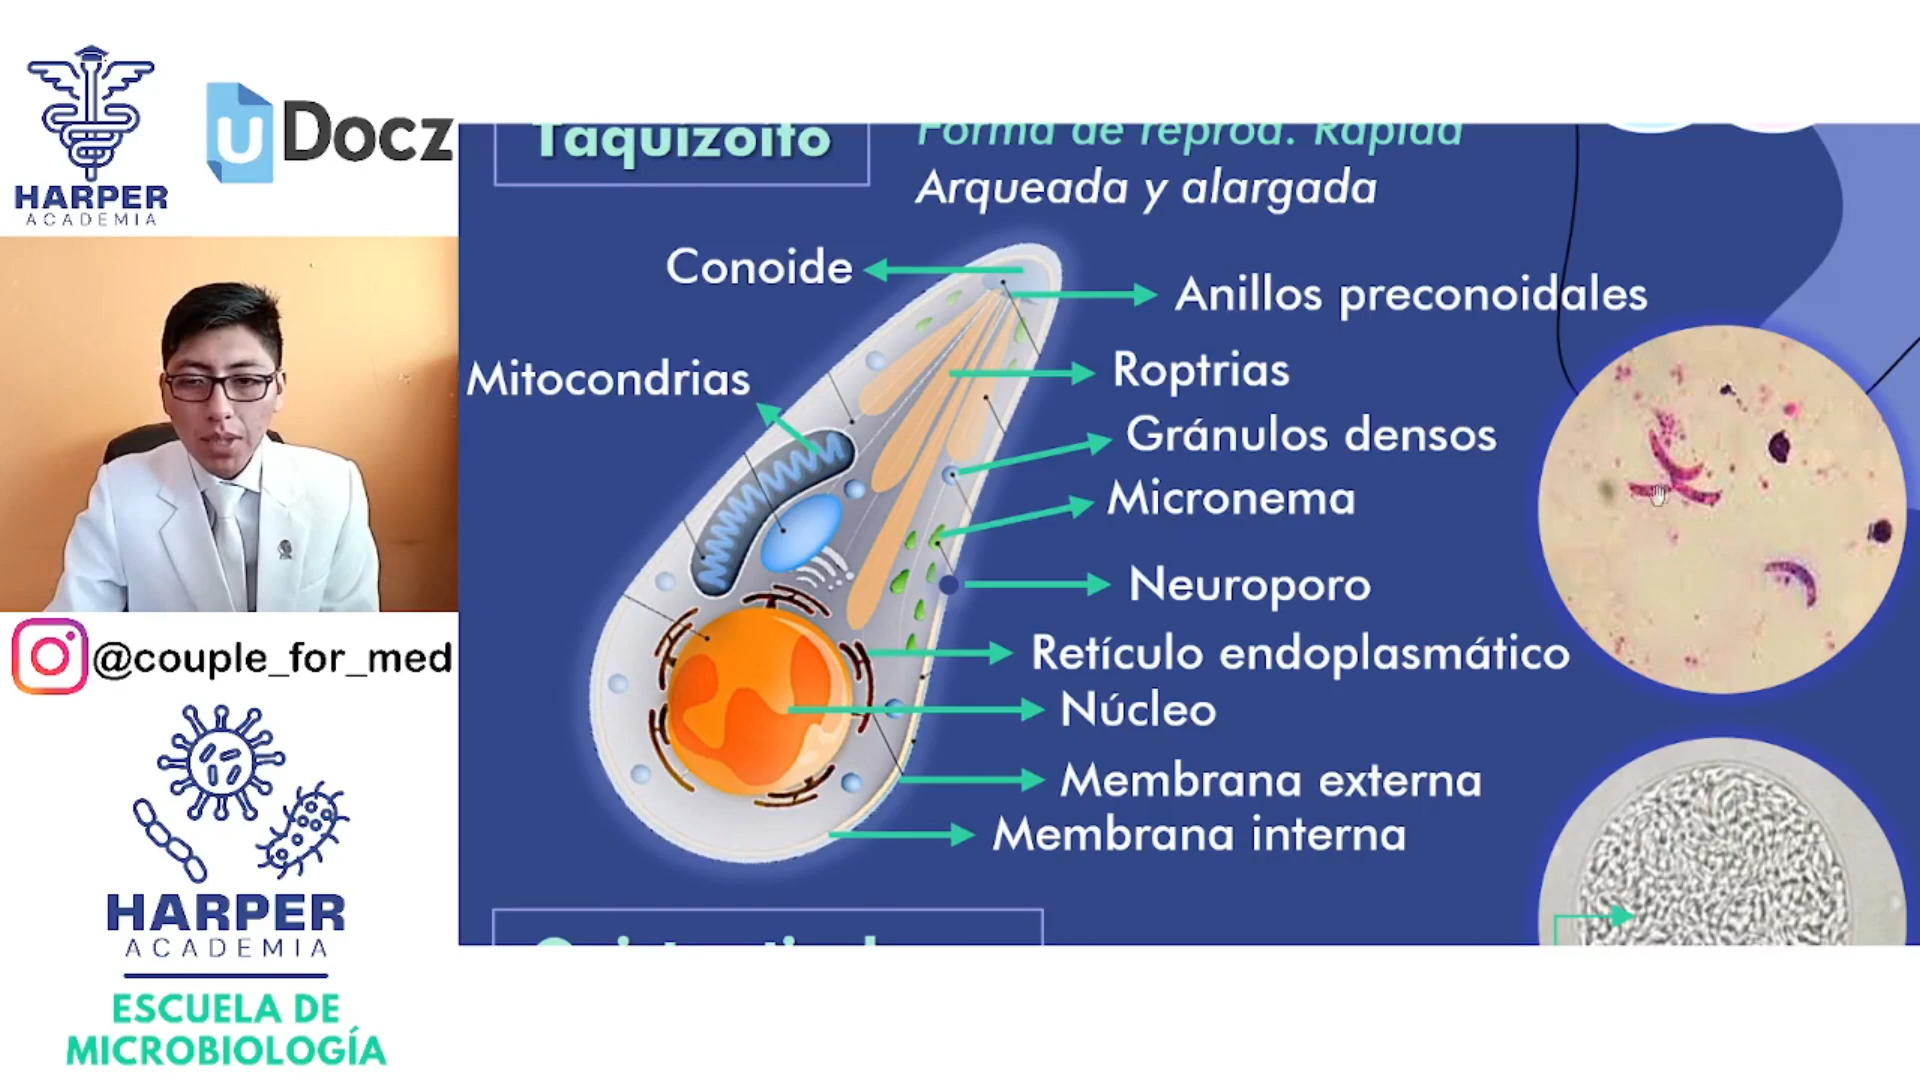 HARPER
ACADEMIA
uDocz
Taquizoito
Forma de reprod. Rápida
Arqueada y alargada
Conoide
Anillos preconoidales
Mitocondrias
Roptrias
Gránulos densos
Micronema
Neuroporo
Retículo endoplasmático
Núcleo
Membrana externa
Membrana interna
@couple_for_med
HARPER
ACADEMIA
ESCUELA DE
MICROBIOLOGÍA